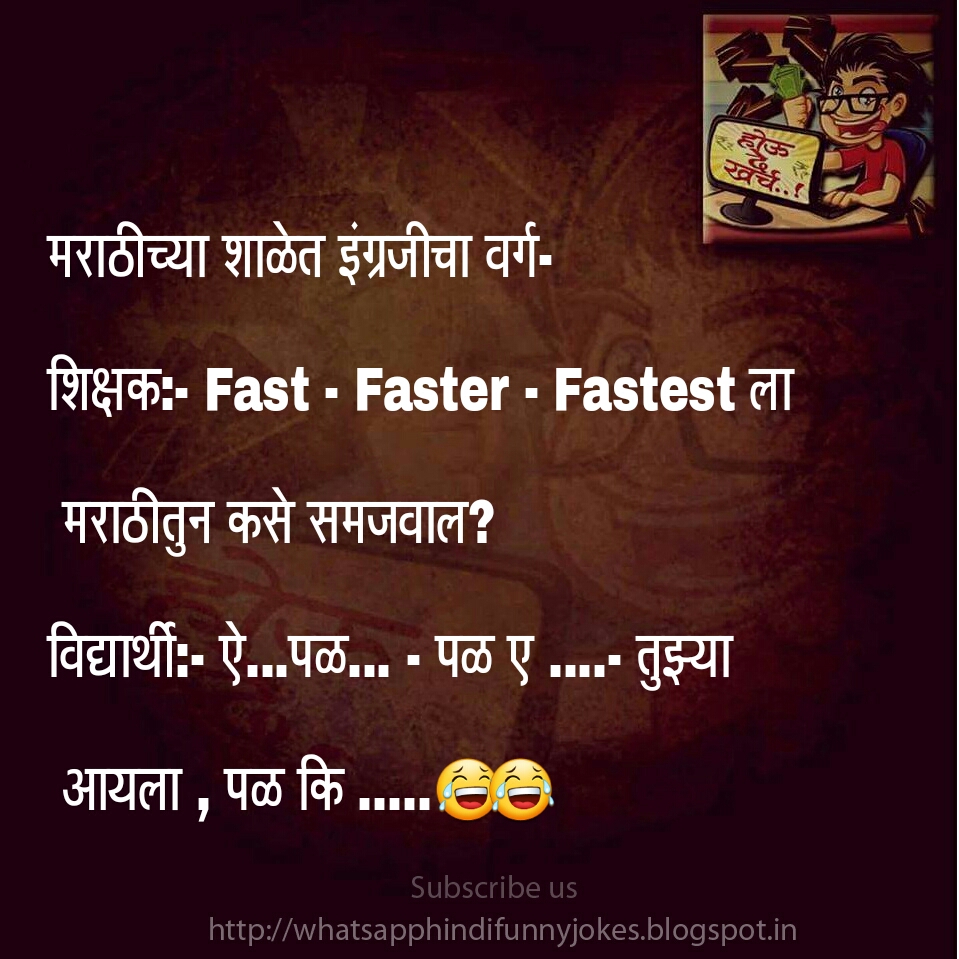 होऊ
दे
खर्च..!
मराठीच्या शाळेत इंग्रजीचा वर्ग-
शिक्षक:- Fast - Faster - Fastest ला
मराठीतुन कसे समजवाल?
विद्यार्थी:- ऐ...पळ... - पळ ए ....- तुझ्या
आयला , पळ कि .....😂😂
Subscribe us
http://whatsapphindifunnyjokes.blogspot.in